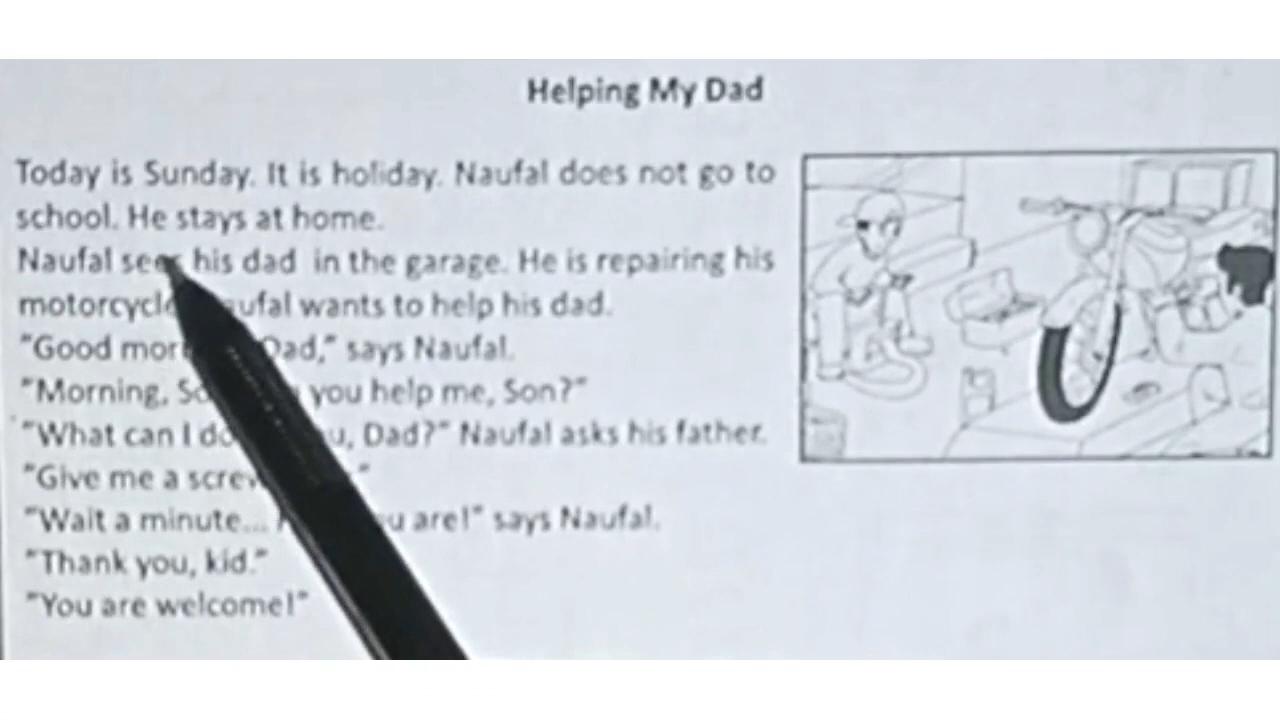 Helping My Dad
Today is Sunday. It is holiday. Naufal does not go to
school. He stays at home.
Naufal sees his dad in the garage. He is repairing his
wants to help his dad.
"Good Dad," says Naufal.
"Morning, you help me, Son?"
"What can I do Dad?" Naufal asks his father.
"Give me a
"Wait a minute... are!" says Naufal.
"Thank you, kid."
"You are welcome!"